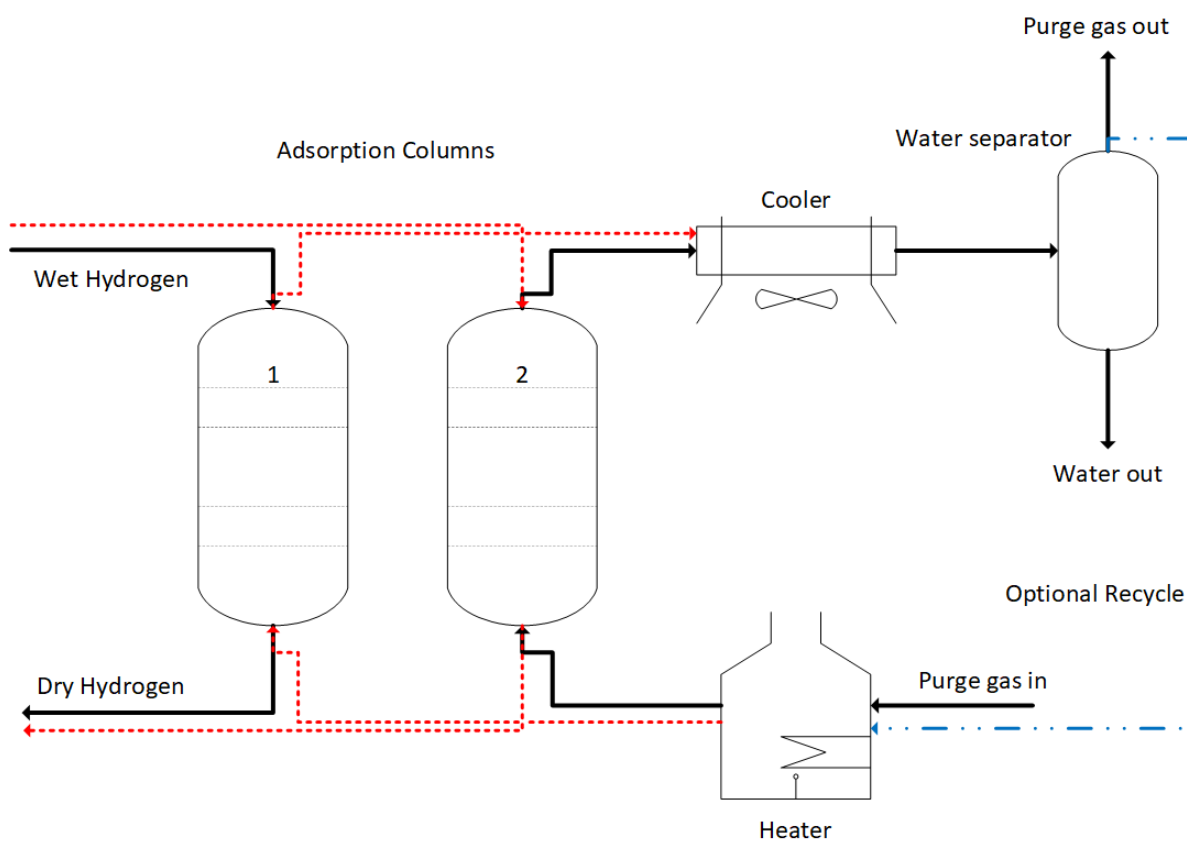 Purge gas out
Water separator
Adsorption Columns
Cooler
Wet Hydrogen
1
2
Water out
Optional Recycle
Dry Hydrogen
Purge gas in
Heater